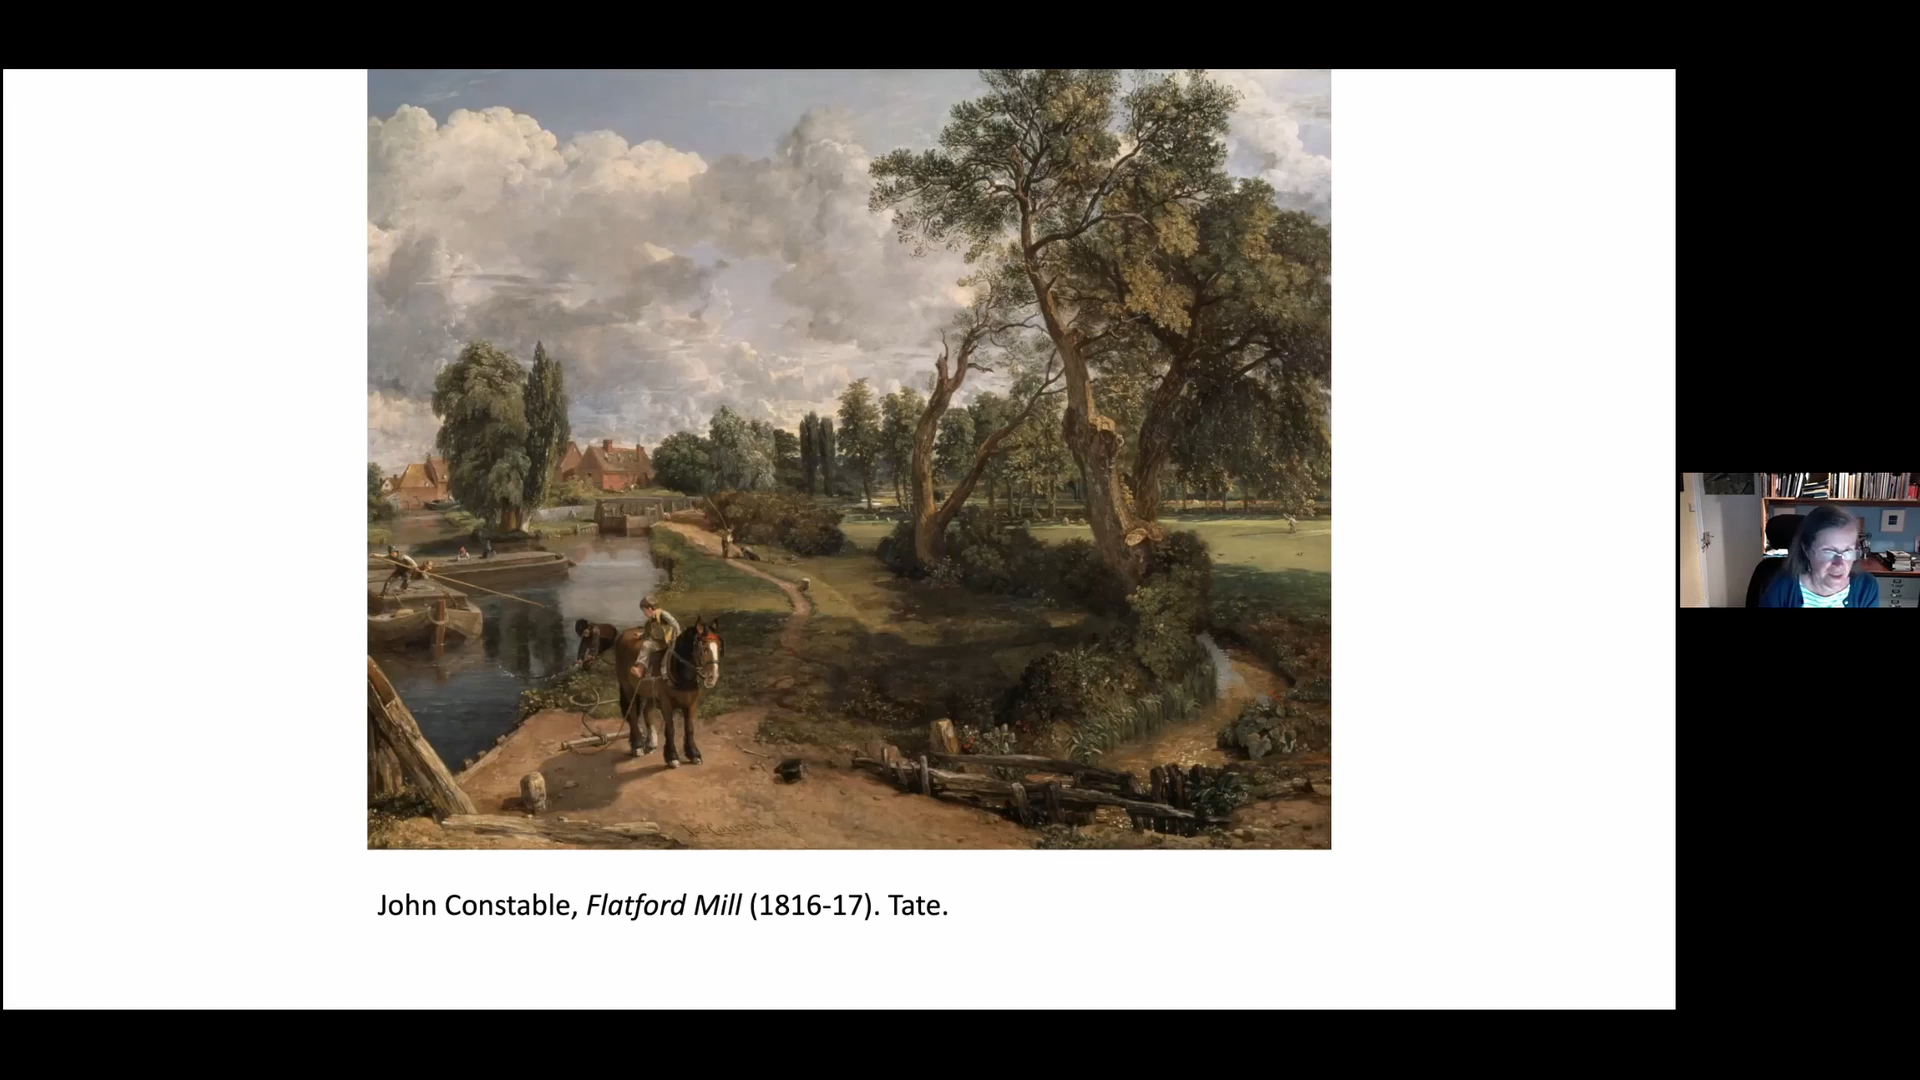 John Constable, Flatford Mill (1816-17). Tate.